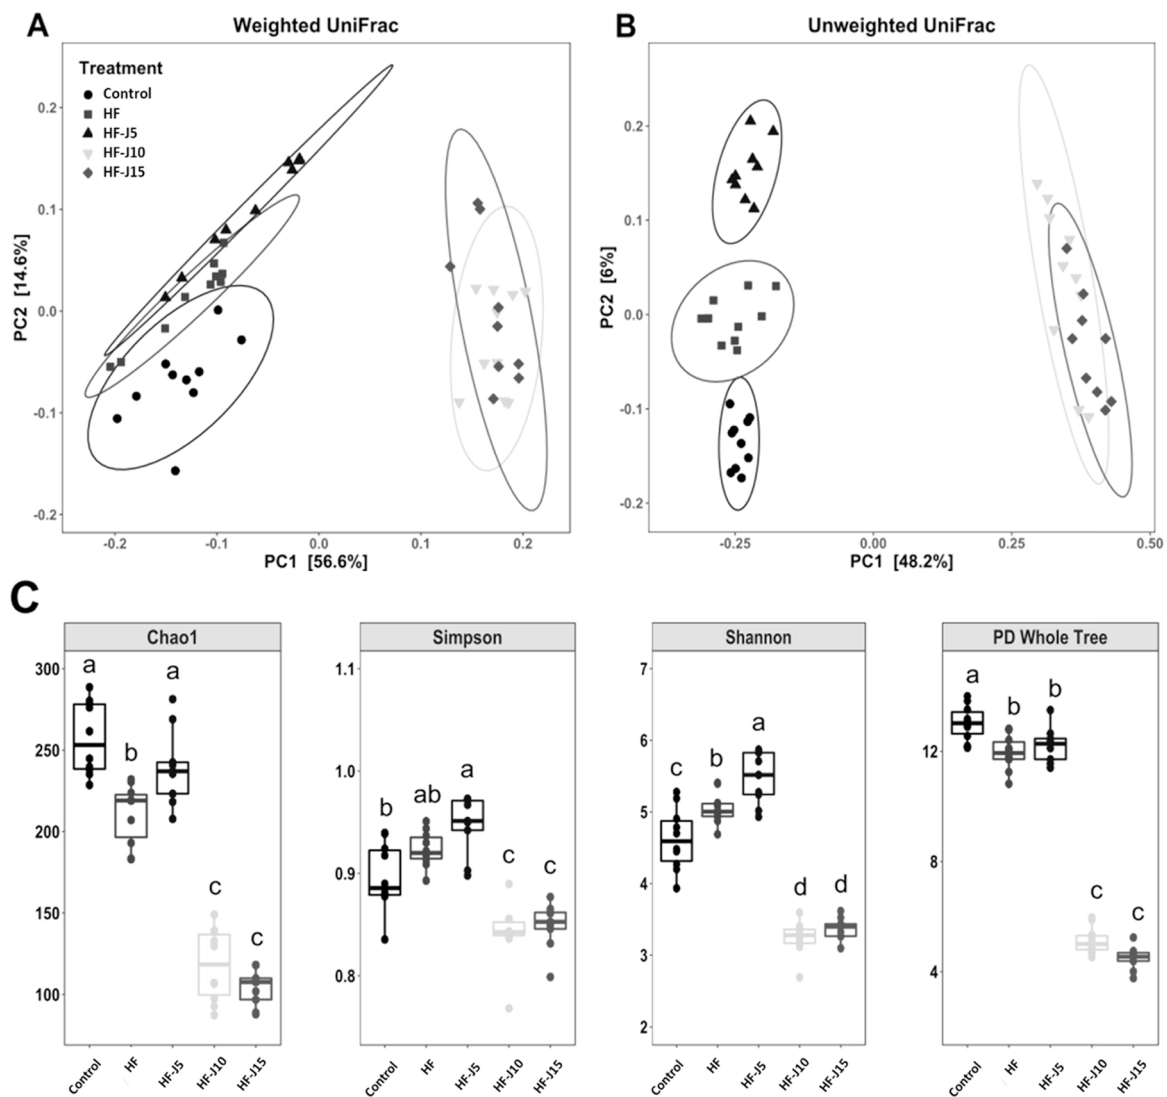 A
Weighted UniFrac
Treatment
Control
HF
HF-J5
HF-J10
HF-J15
PC2 [14.6%]
0.2
0.1
0.0
-0.1
-0.2
-0.2
-0.1
0.0
0.1
0.2
PC1 [56.6%]
B
Unweighted UniFrac
PC2 [6%]
0.2
0.1
0.0
-0.1
-0.2
-0.25
0.00
0.25
0.50
PC1 [48.2%]
C
Chao1
300
250
200
150
100
a
b
a
c
c
Control
HF
HF-J5
HF-J10
HF-J15
Simpson
1.1
1.0
0.9
0.8
b
ab
a
c
c
Control
HF
HF-J5
HF-J10
HF-J15
Shannon
7
6
5
4
3
2
c
b
a
d
d
Control
HF
HF-J5
HF-J10
HF-J15
PD Whole Tree
12
8
4
a
b
b
c
c
Control
HF
HF-J5
HF-J10
HF-J15